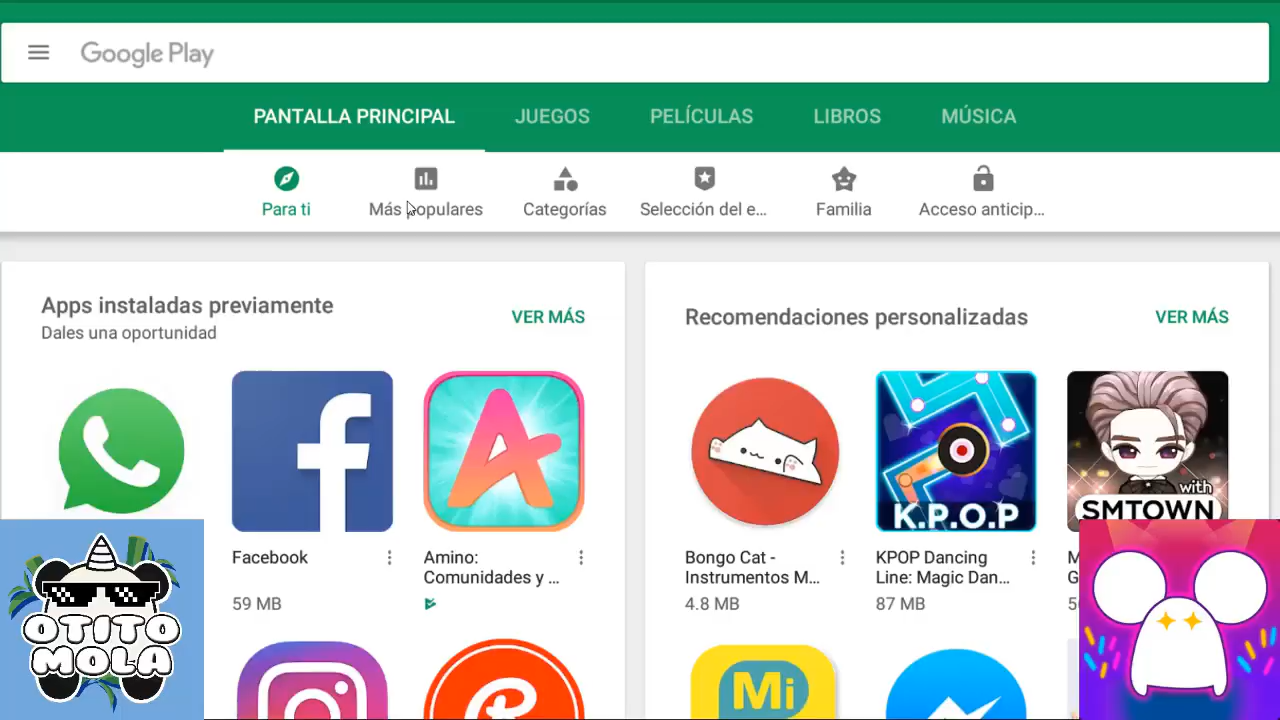 Google Play
PANTALLA PRINCIPAL
JUEGOS
PELÍCULAS
LIBROS
MÚSICA
Para ti
Más populares
Categorías
Selección del e...
Familia
Acceso anticip...
Apps instaladas previamente
Dales una oportunidad
VER MÁS
Recomendaciones personalizadas
VER MÁS
K.P.O.P
with
SMTOWN
Facebook
59 MB
Amino:
Comunidades y ...
Bongo Cat -
Instrumentos M...
4.8 MB
KPOP Dancing
Line: Magic Dan...
87 MB
OTITO
MOLA
Mi